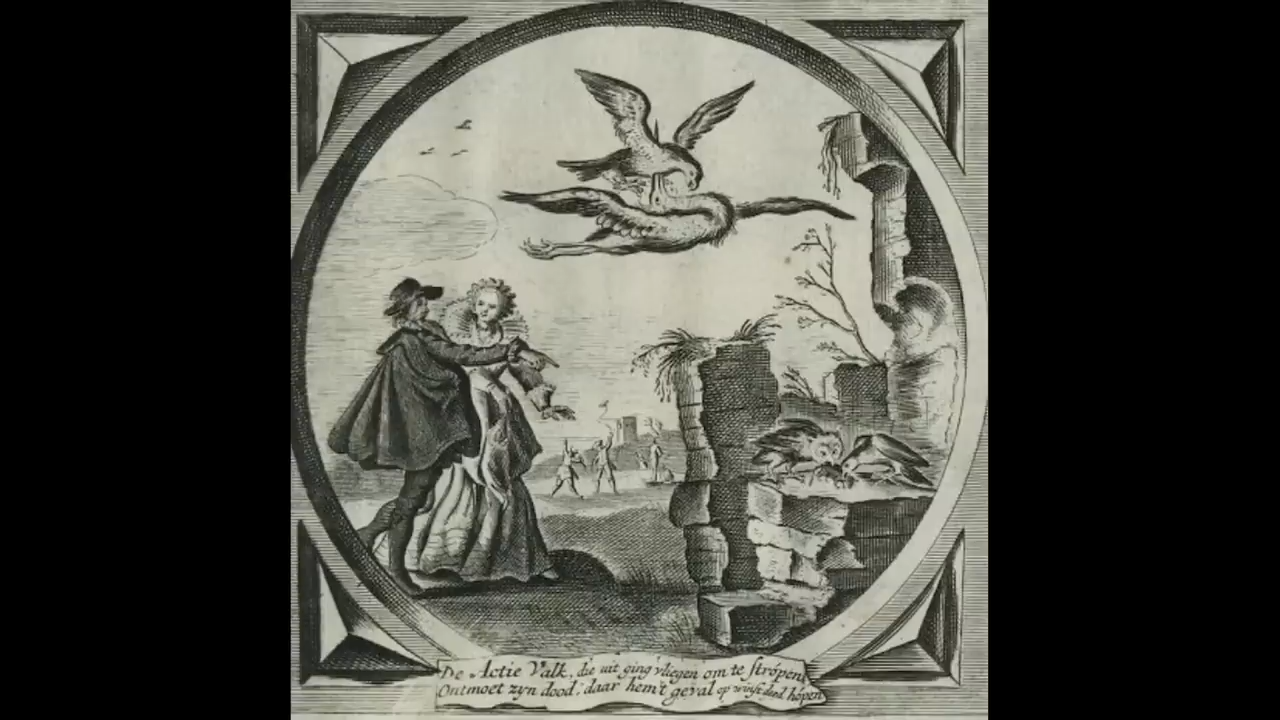 De Actie Valk, die uit ging vliegen om te strópen,
Ontmoet zyn dood, daar hem't geval op winst deed hópen